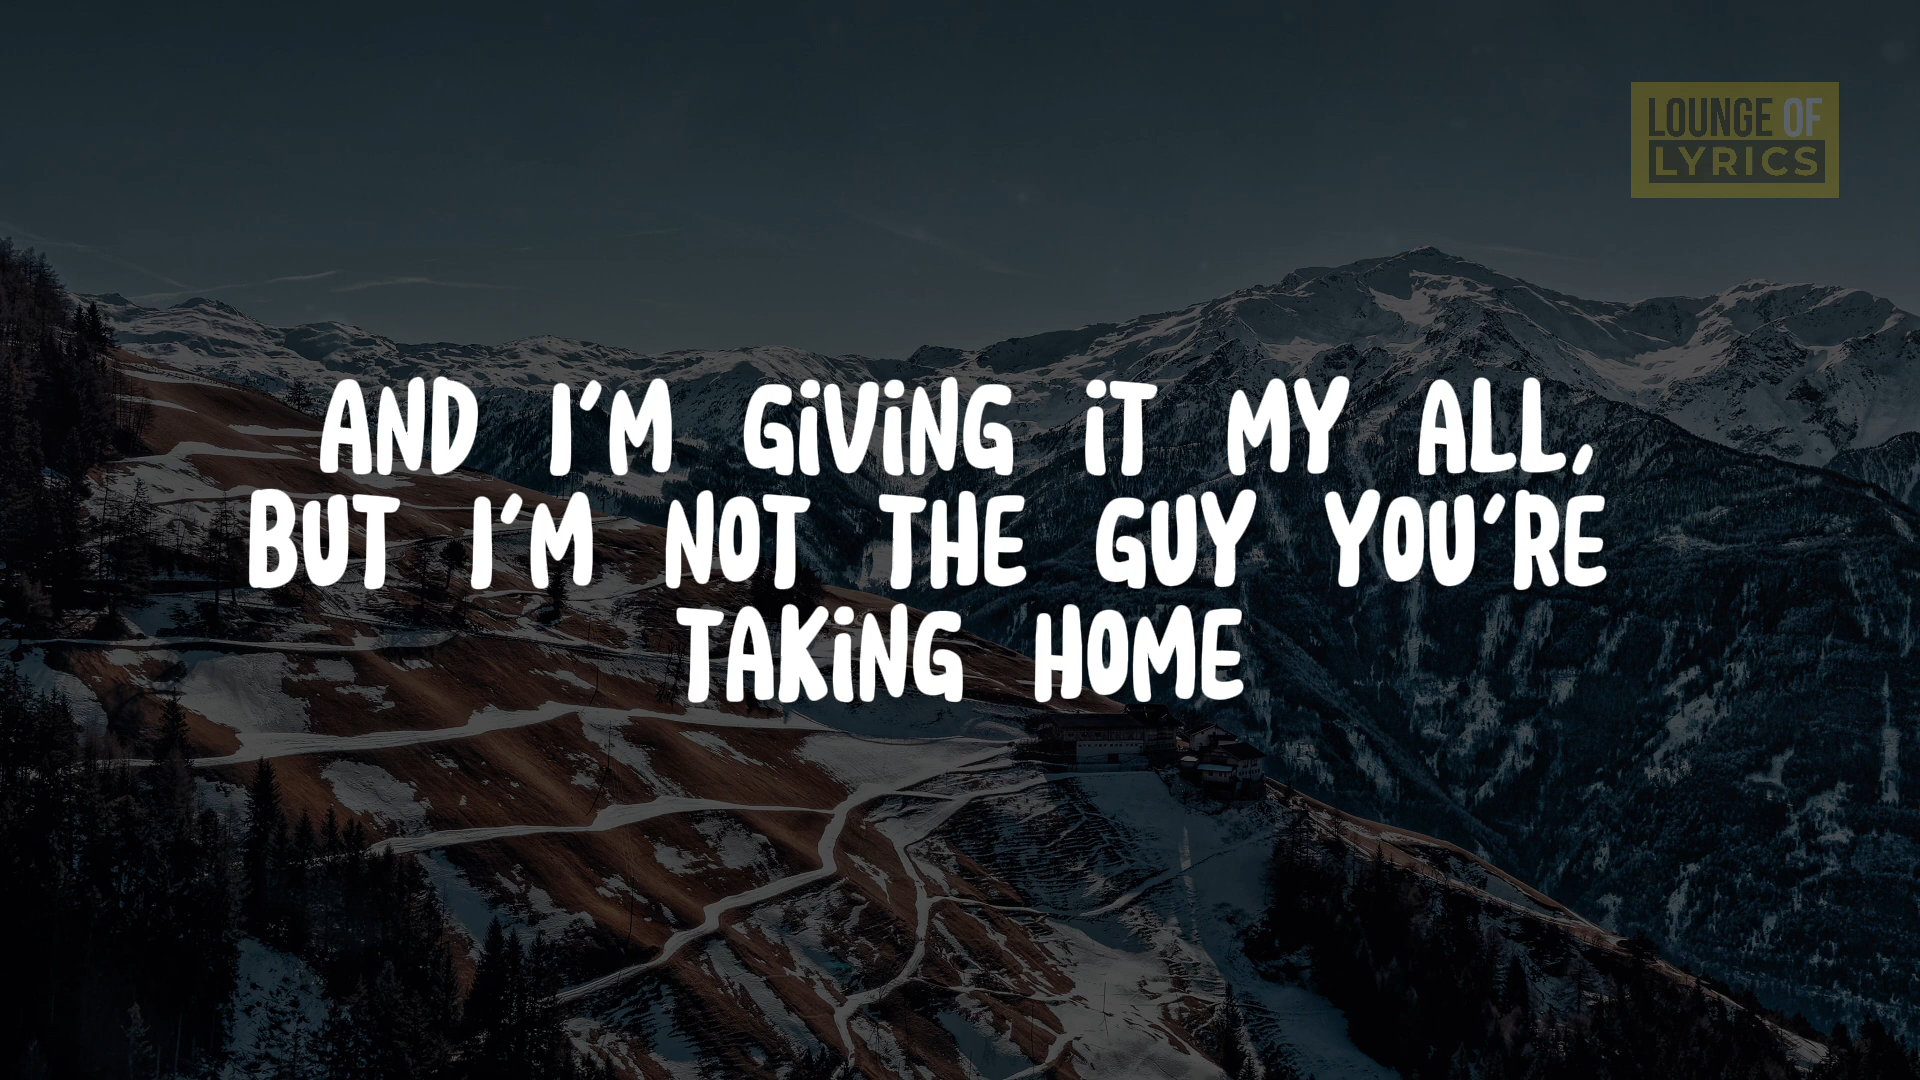 LOUNGE OF
LYRICS
AND I'M GiViNG iT MY ALL,
BUT I'M NOT THE GUY YOU'RE
TAKiNG HOME